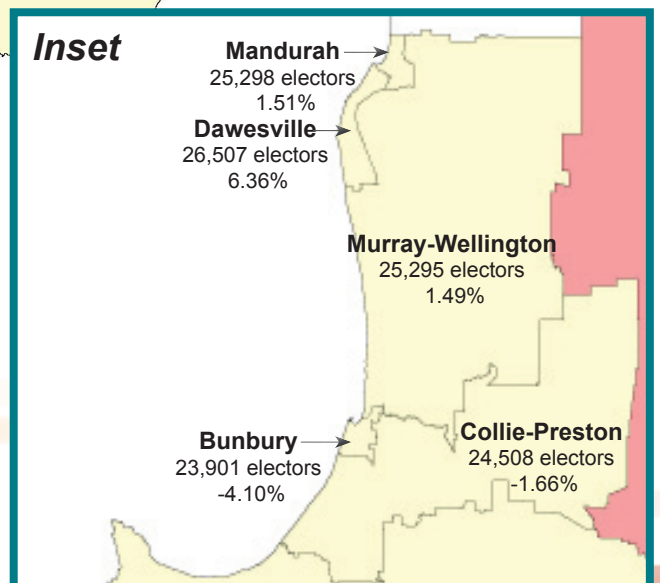 Inset
Mandurah
25,298 electors
1.51%
Dawesville
26,507 electors
6.36%
Murray-Wellington
25,295 electors
1.49%
Bunbury
23,901 electors
-4.10%
Collie-Preston
24,508 electors
-1.66%